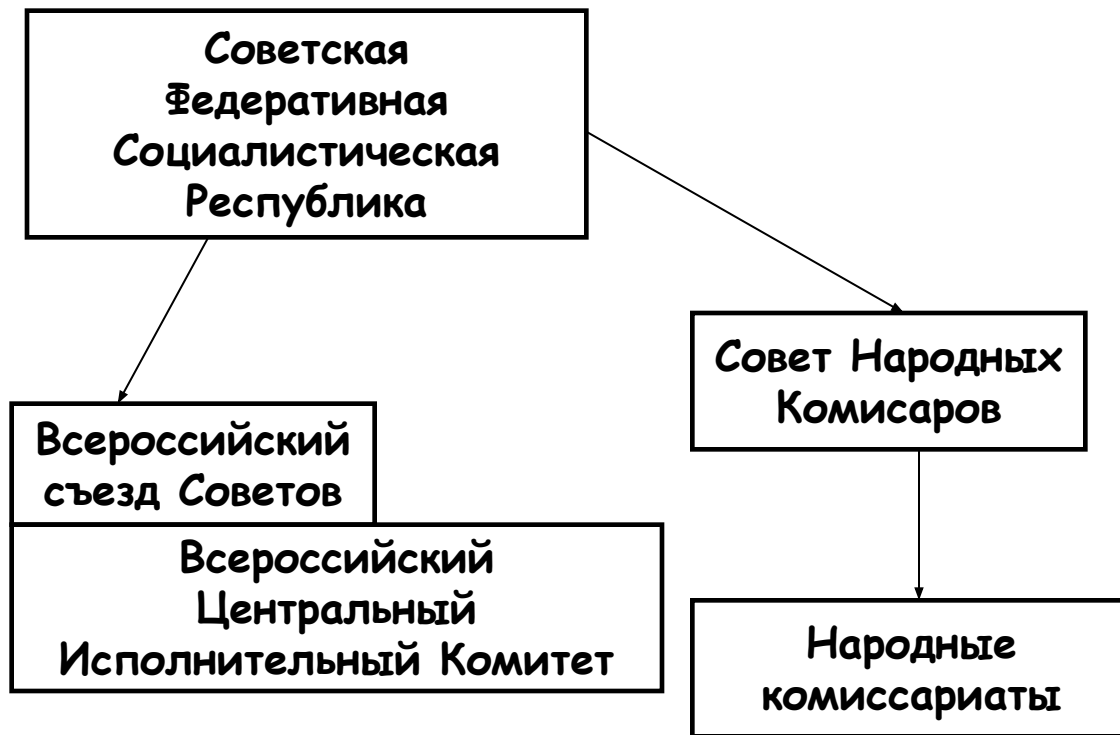 Советская
Федеративная
Социалистическая
Республика
Совет Народных
Комисаров
Всероссийский
съезд Советов
Всероссийский
Центральный
Исполнительный Комитет
Народные
комиссариаты